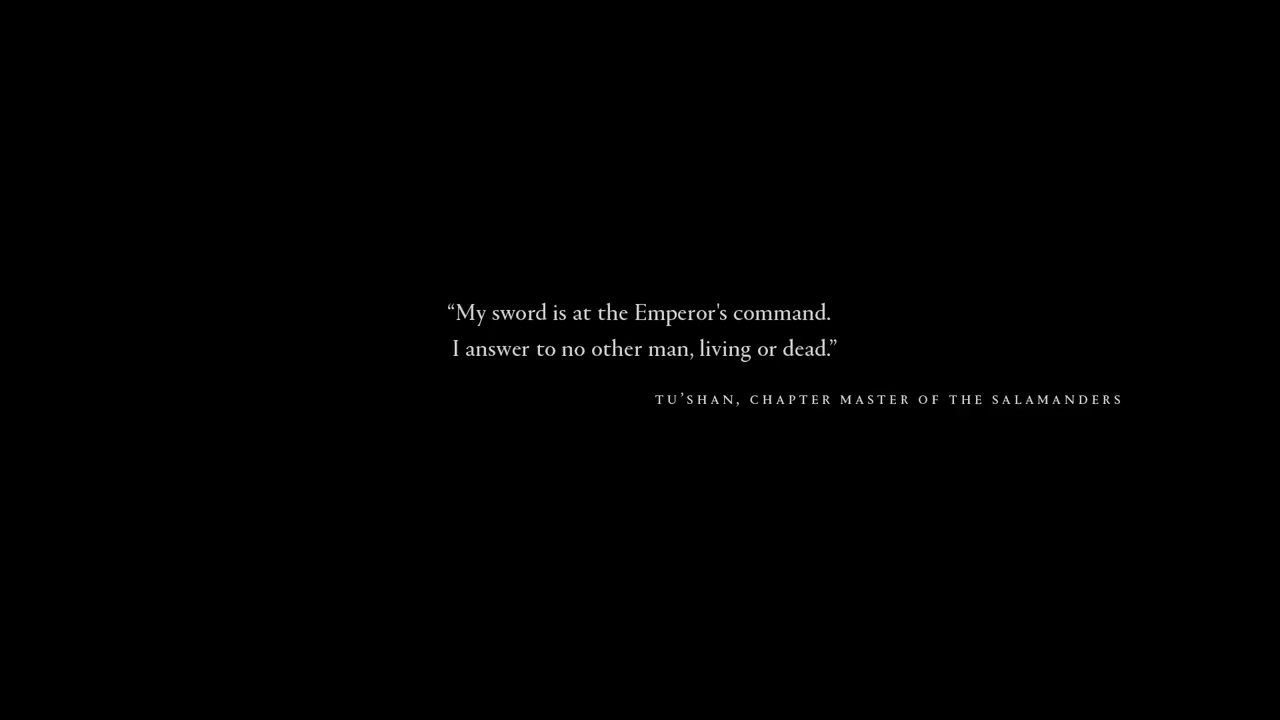 “My sword is at the Emperor's command.
I answer to no other man, living or dead.”
TU’SHAN, CHAPTER MASTER OF THE SALAMANDERS